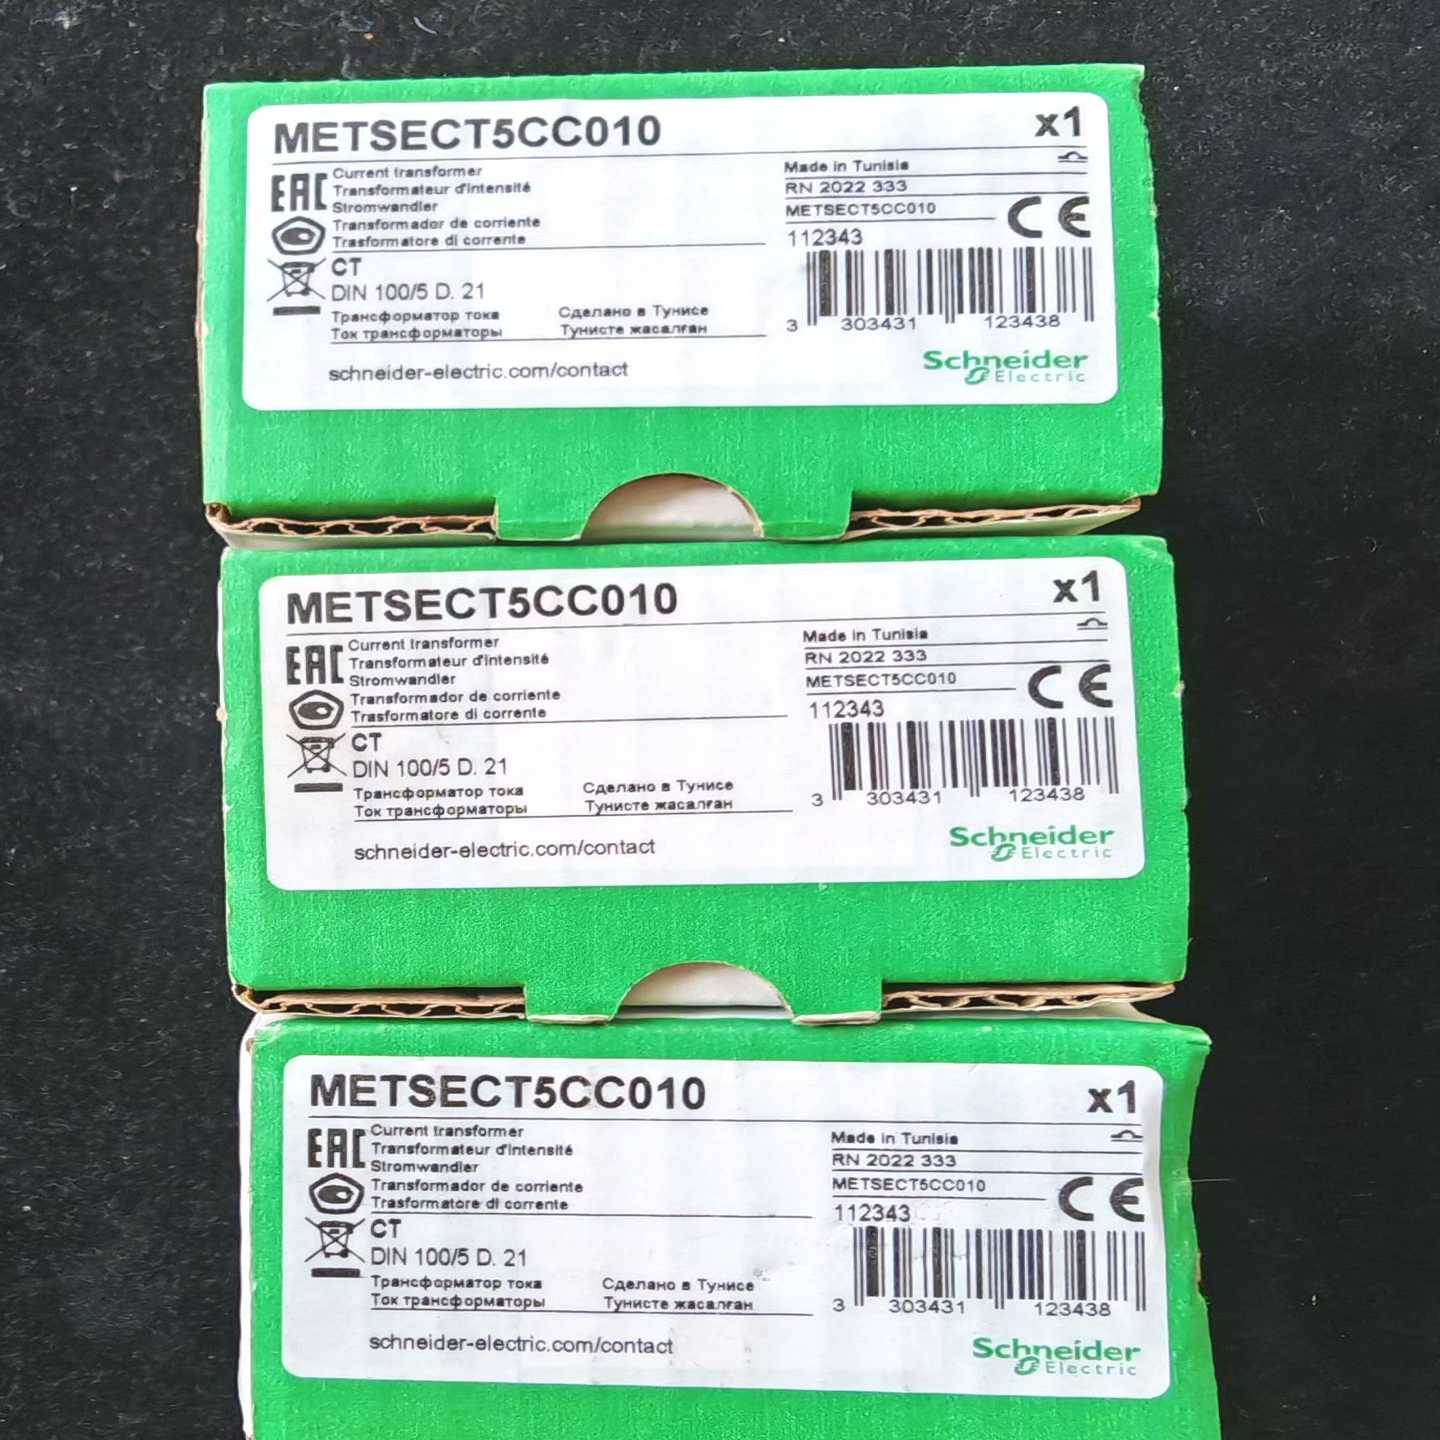 METSECT5CC010
x1
EAC
Current transformer
Transformateur d'intensité
Stromwandler
Transformador de corriente
Trasformatore di corrente
CT
DIN 100/5 D. 21
Трансформатор тока
Ток трансформаторы
Сделано в Тунисе
Тунисте жасалған
schneider-electric.com/contact
Made in Tunisia
RN 2022 333
METSECT5CC010
CE
112343
3 303431 123438
Schneider
Electric
METSECT5CC010
x1
EAC
Current transformer
Transformateur d'intensité
Stromwandler
Transformador de corriente
Trasformatore di corrente
CT
DIN 100/5 D. 21
Трансформатор тока
Ток трансформаторы
Сделано в Тунисе
Тунисте жасалған
schneider-electric.com/contact
Made in Tunisia
RN 2022 333
METSECT5CC010
CE
112343
3 303431 123438
Schneider
Electric
METSECT5CC010
x1
EAC
Current transformer
Transformateur d'intensité
Stromwandler
Transformador de corriente
Trasformatore di corrente
CT
DIN 100/5 D. 21
Трансформатор тока
Ток трансформаторы
Сделано в Тунисе
Тунисте жасалған
schneider-electric.com/contact
Made in Tunisia
RN 2022 333
METSECT5CC010
CE
112343
3 303431 123438
Schneider
Electric